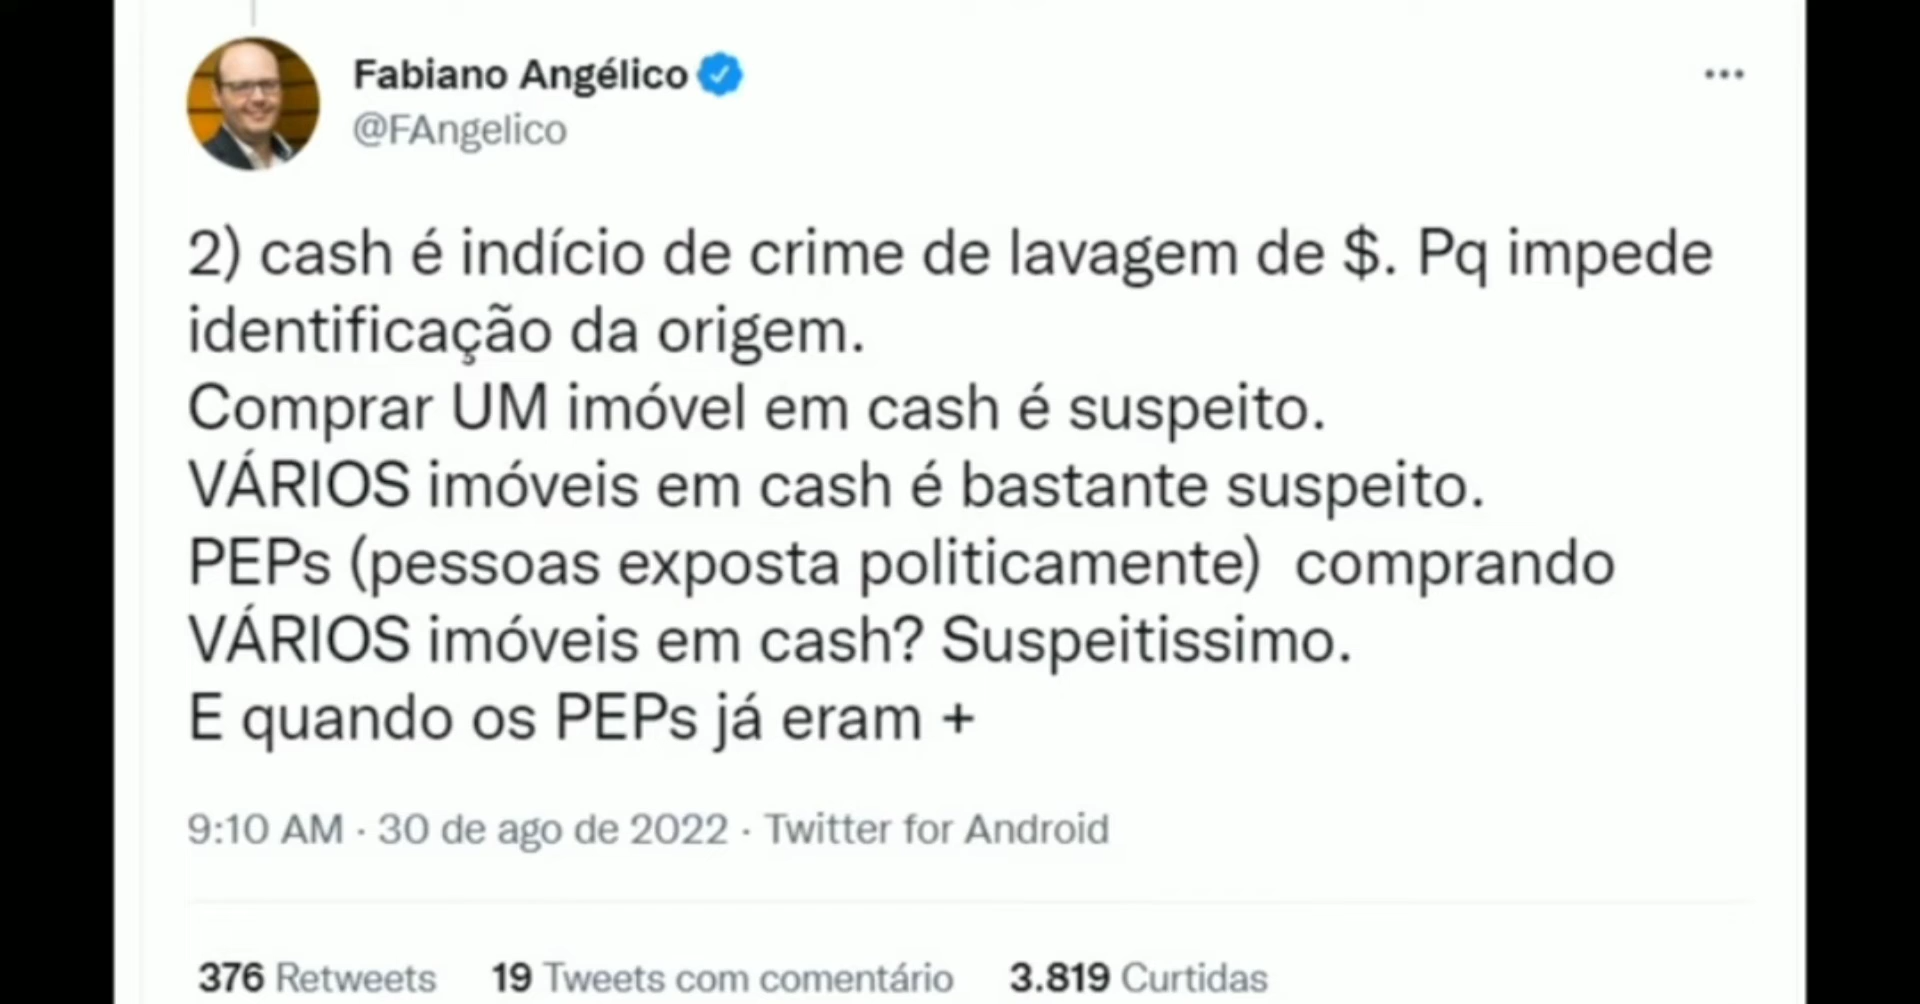 Fabiano Angélico
@FAngelico
2) cash é indício de crime de lavagem de $. Pq impede
identificação da origem.
Comprar UM imóvel em cash é suspeito.
VÁRIOS imóveis em cash é bastante suspeito.
PEPs (pessoas exposta politicamente)  comprando
VÁRIOS imóveis em cash? Suspeitissimo.
E quando os PEPs já eram +
9:10 AM · 30 de ago de 2022 · Twitter for Android
376 Retweets 19 Tweets com comentário 3.819 Curtidas